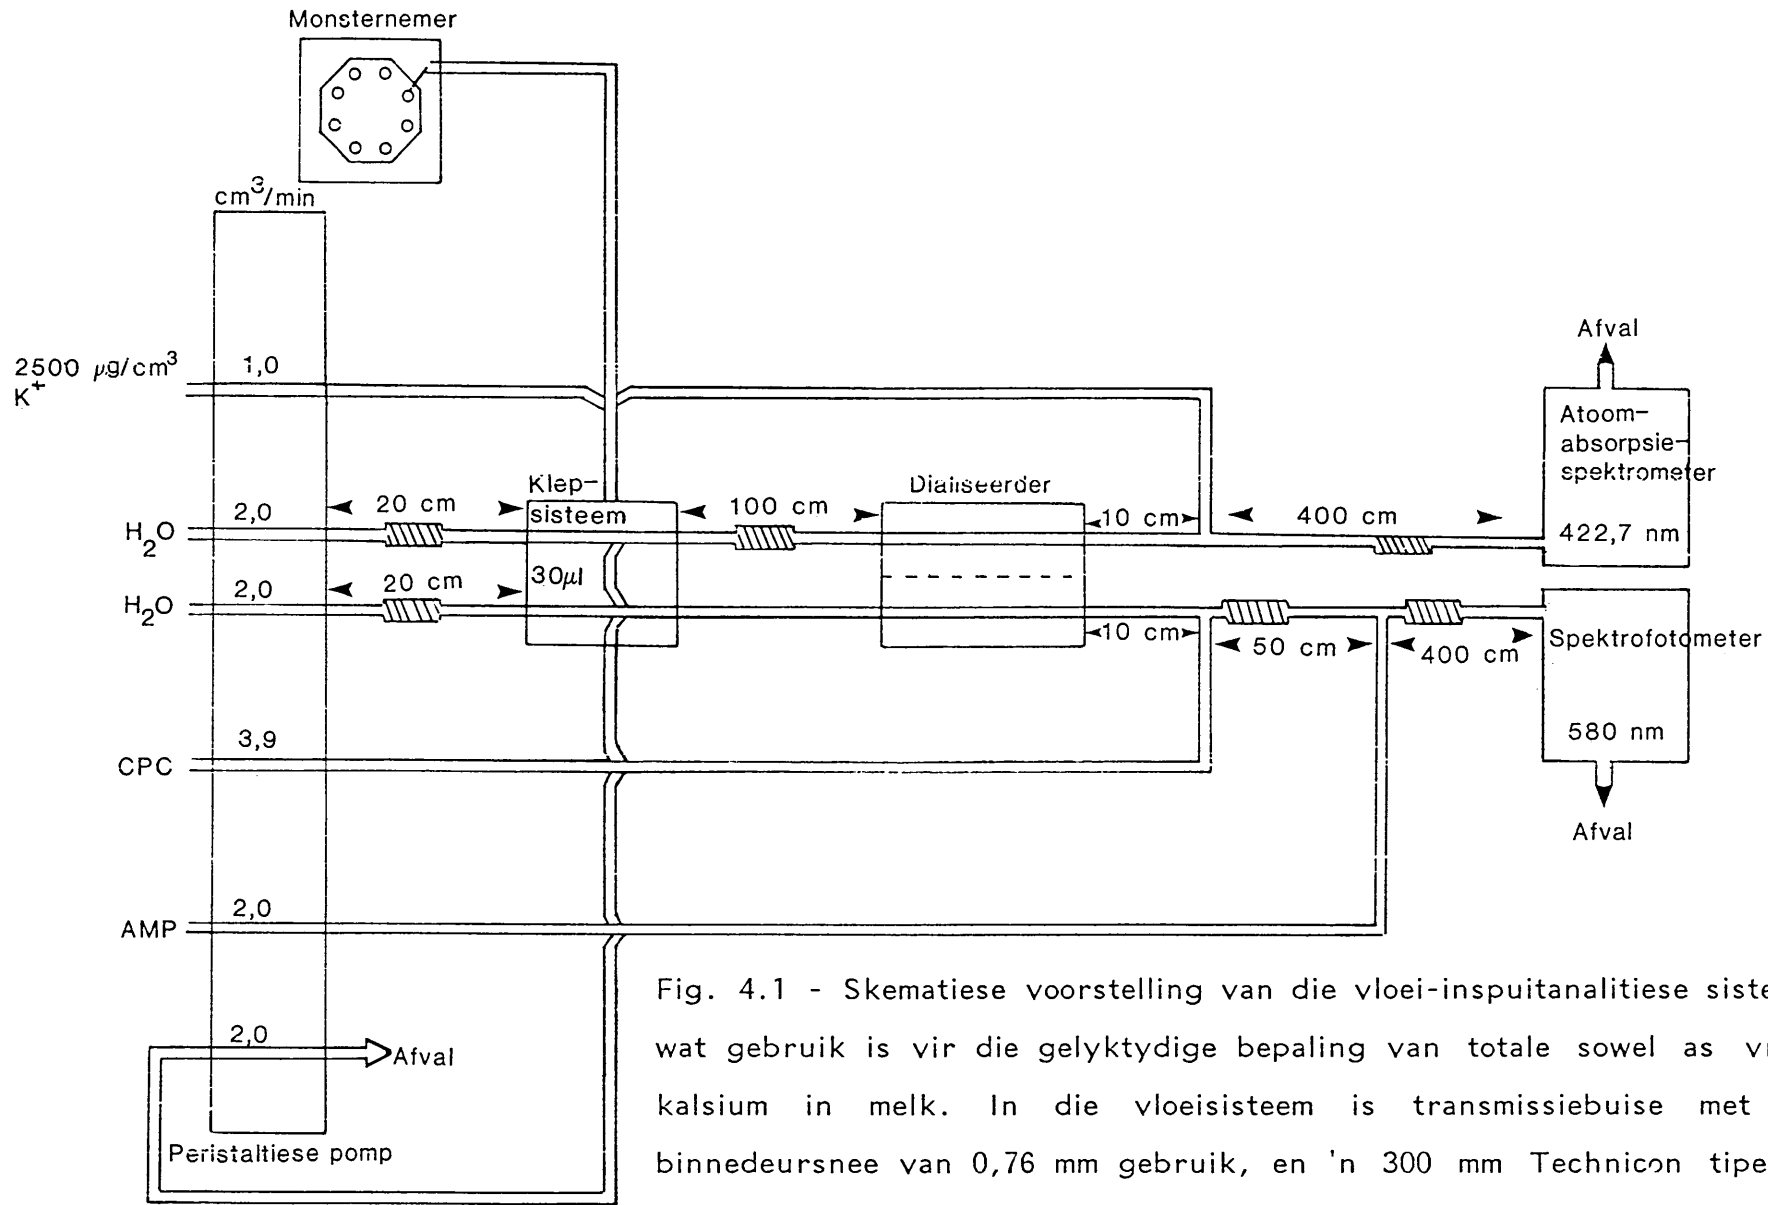 Monsternemer
cm³/min
2500 µg/cm³
K⁺
1,0
Afval
Atoom-
absorpsie-
spektrometer
422,7 nm
Klep-
sisteem
30µl
Dialiseerder
20 cm
100 cm
10 cm
400 cm
H₂O
2,0
20 cm
H₂O
2,0
10 cm
50 cm
400 cm
Spektrofotometer
580 nm
Afval
CPC
3,9
AMP
2,0
2,0
Afval
Peristaltiese pomp
Fig. 4.1 - Skematiese voorstelling van die vloei-inspuitanalitiese siste
wat gebruik is vir die gelyktydige bepaling van totale sowel as v
kalsium in melk. In die vloeisisteem is transmissiebuise met
binnedeursnee van 0,76 mm gebruik, en 'n 300 mm Technicon tipe